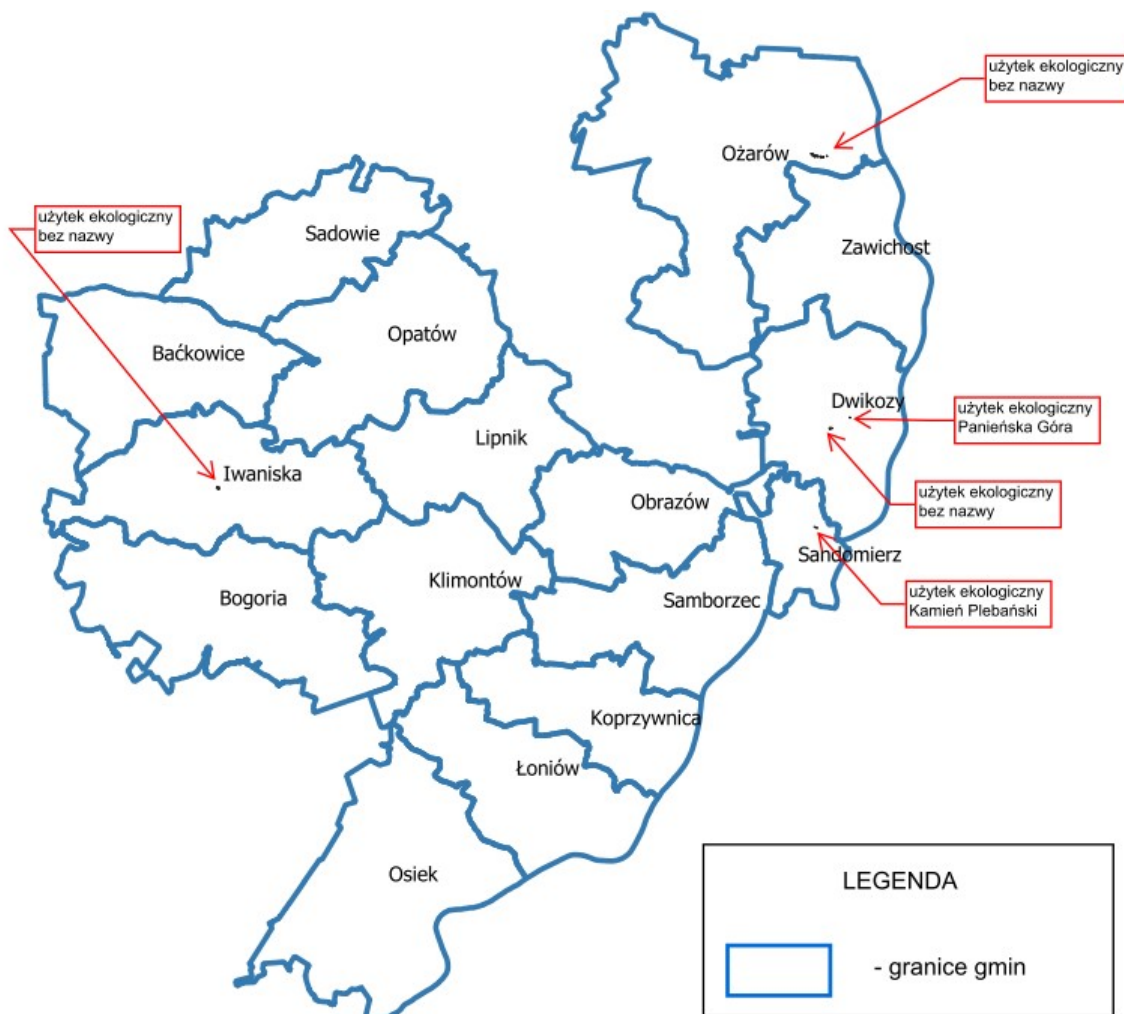 użytek ekologiczny
bez nazwy
Ożarów
użytek ekologiczny
bez nazwy
Sadowie
Zawichost
Opatów
Baćkowice
Dwikozy
użytek ekologiczny
Panieńska Góra
Lipnik
Iwaniska
użytek ekologiczny
bez nazwy
Obrazów
Sandomierz
Klimontów
użytek ekologiczny
Kamień Plebański
Bogoria
Samborzec
Koprzywnica
Łoniów
Osiek
LEGENDA
- granice gmin